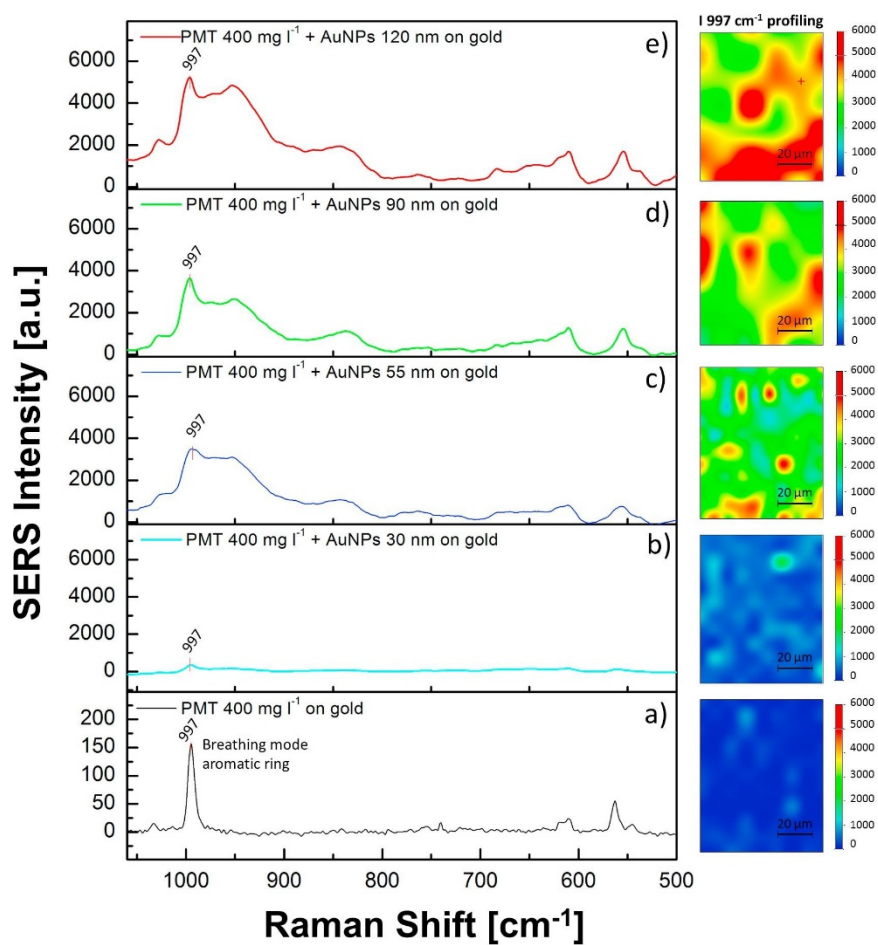 SERS Intensity [a.u.]
PMT 400 mg l⁻¹ + AuNPs 120 nm on gold
e)
997
8000
6000
4000
2000
0
PMT 400 mg l⁻¹ + AuNPs 90 nm on gold
d)
997
6000
4000
2000
0
PMT 400 mg l⁻¹ + AuNPs 55 nm on gold
c)
997
6000
4000
2000
0
PMT 400 mg l⁻¹ + AuNPs 30 nm on gold
b)
997
6000
4000
2000
0
PMT 400 mg l⁻¹ on gold
a)
997
Breathing mode
aromatic ring
200
150
100
50
0
1000 900 800 700 600 500
Raman Shift [cm⁻¹]
I 997 cm⁻¹ profiling
20 µm
6000
5000
4000
3000
2000
1000
0
20 µm
6000
5000
4000
3000
2000
1000
0
20 µm
6000
5000
4000
3000
2000
1000
0
20 µm
6000
5000
4000
3000
2000
1000
0
20 µm
6000
5000
4000
3000
2000
1000
0